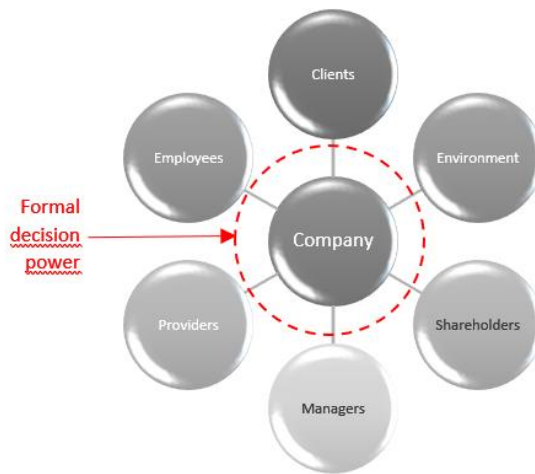 Clients
Employees
Environment
Formal
decision
power
Company
Providers
Shareholders
Managers